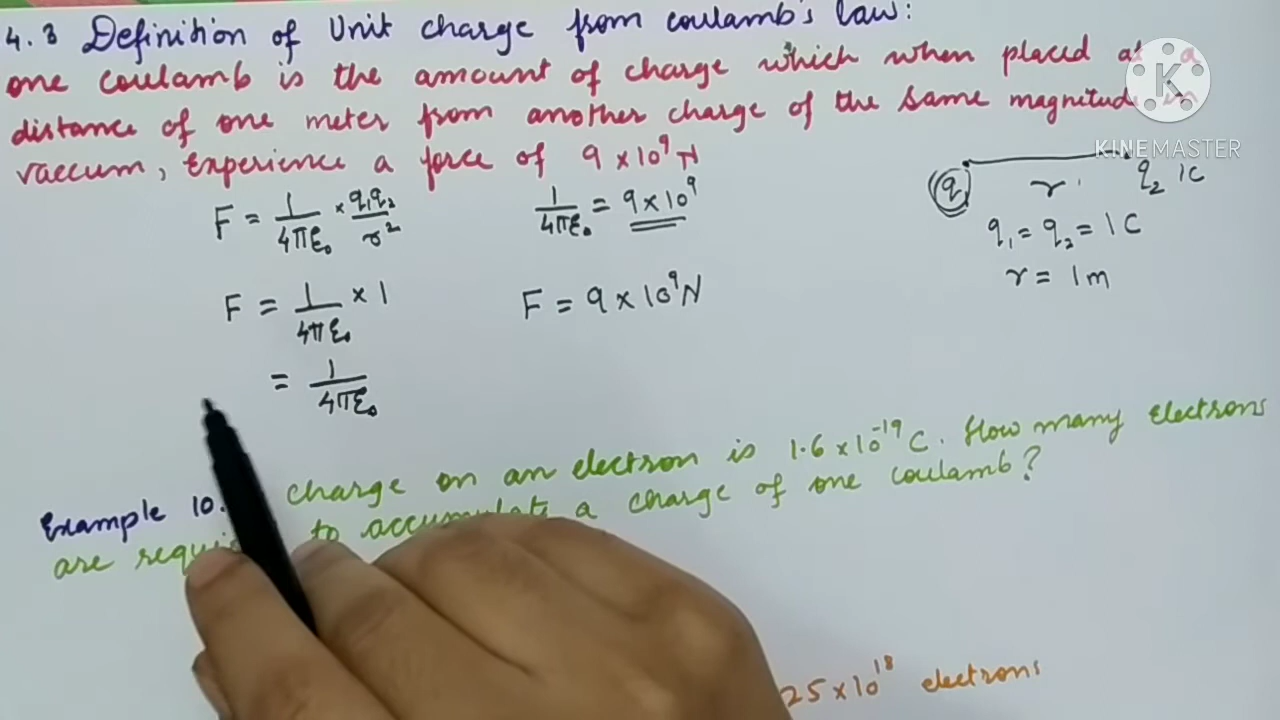 4.3 Definition of Unit charge from coulamb's law:
one coulamb is the amount of charge which when placed at a
distance of one meter from another charge of the same magnitude in
vaccum, Experience a force of 9 × 10⁹ N
KINEMASTER
F = 1/4πε₀ × q₁q₂/r²
1/4πε₀ = 9 × 10⁹
q r q₂ 1C
q₁ = q₂ = 1 C
r = 1 m
F = 1/4πε₀ × 1
F = 9 × 10⁹ N
= 1/4πε₀
Example 10. charge on an electron is 1.6 × 10⁻¹⁹ C. How many electrons
are to accumulate a charge of one coulamb?
25 × 10¹⁸ electrons